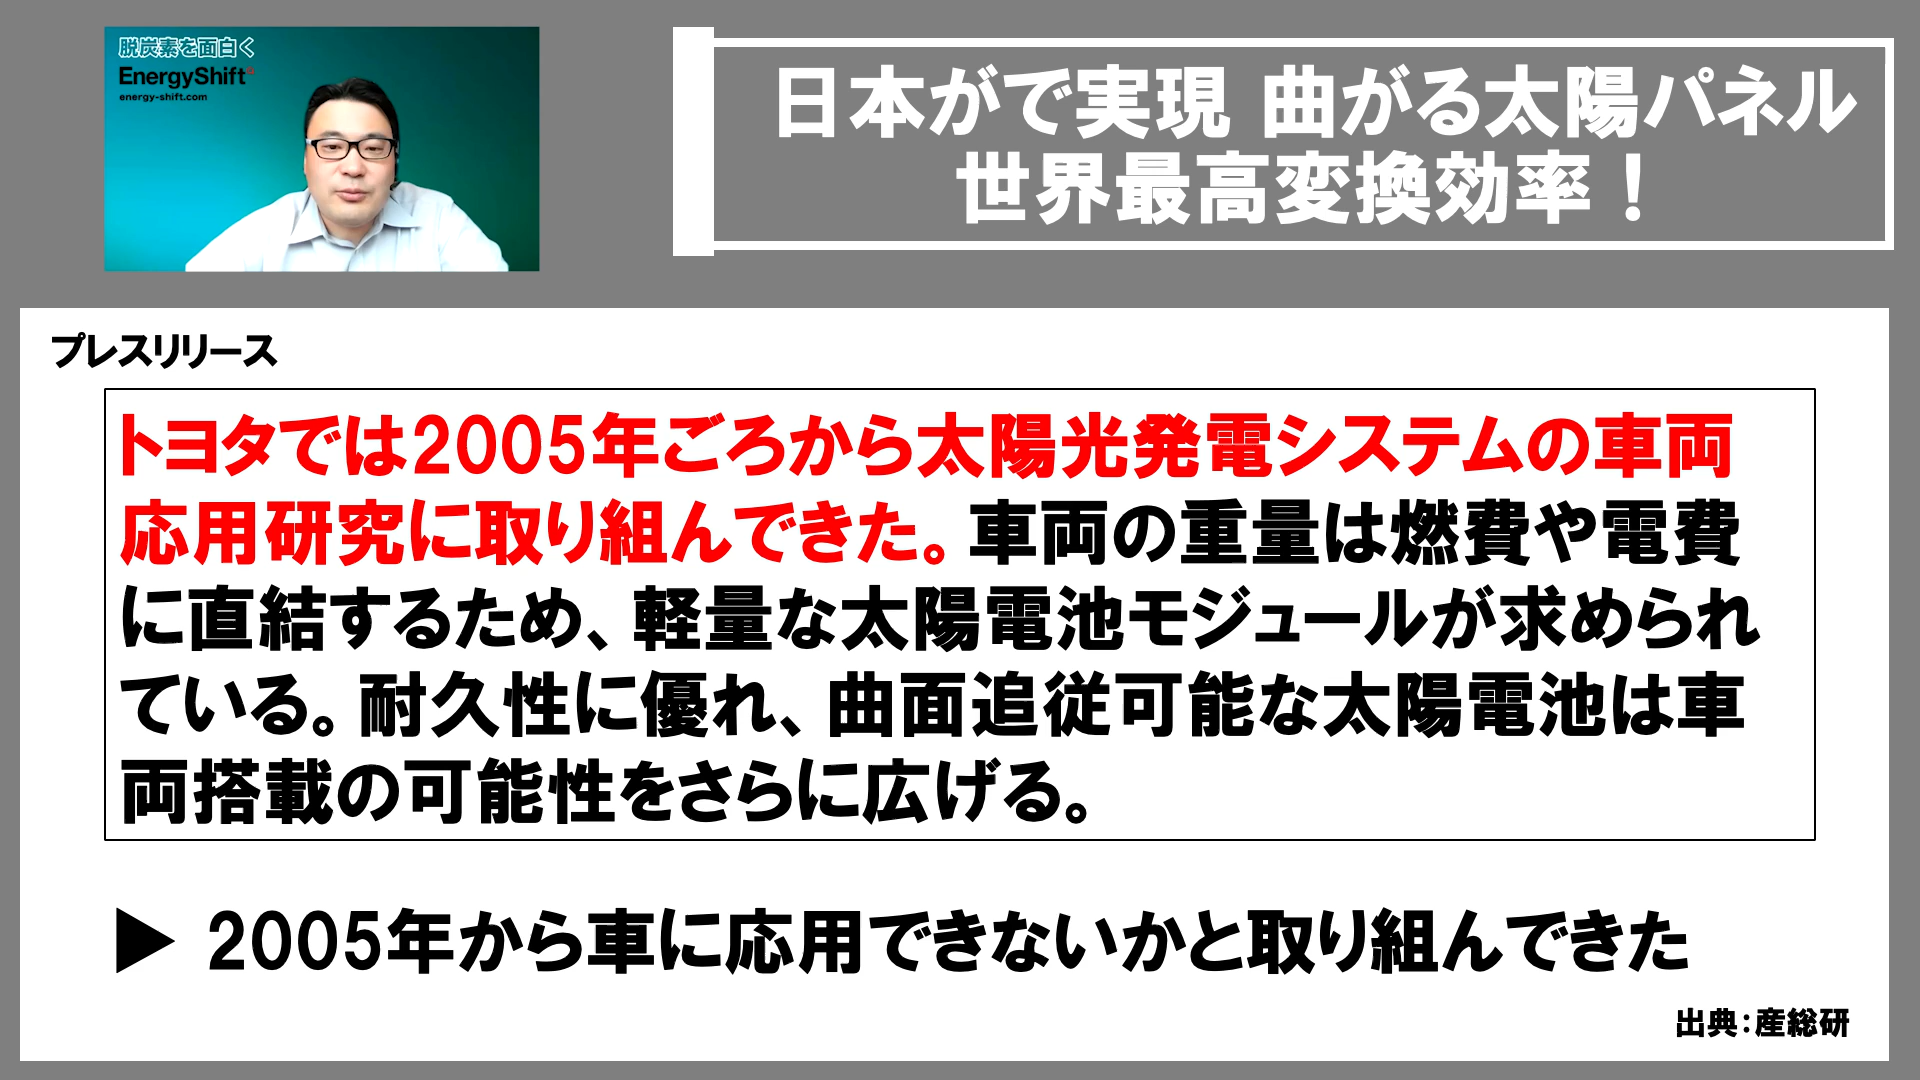 脱炭素を面白く
EnergyShift
energy-shift.com
日本がで実現 曲がる太陽パネル
世界最高変換効率！
プレスリリース
トヨタでは2005年ごろから太陽光発電システムの車両
応用研究に取り組んできた。車両の重量は燃費や電費
に直結するため、軽量な太陽電池モジュールが求められ
ている。耐久性に優れ、曲面追従可能な太陽電池は車
両搭載の可能性をさらに広げる。
▶ 2005年から車に応用できないかと取り組んできた
出典：産総研